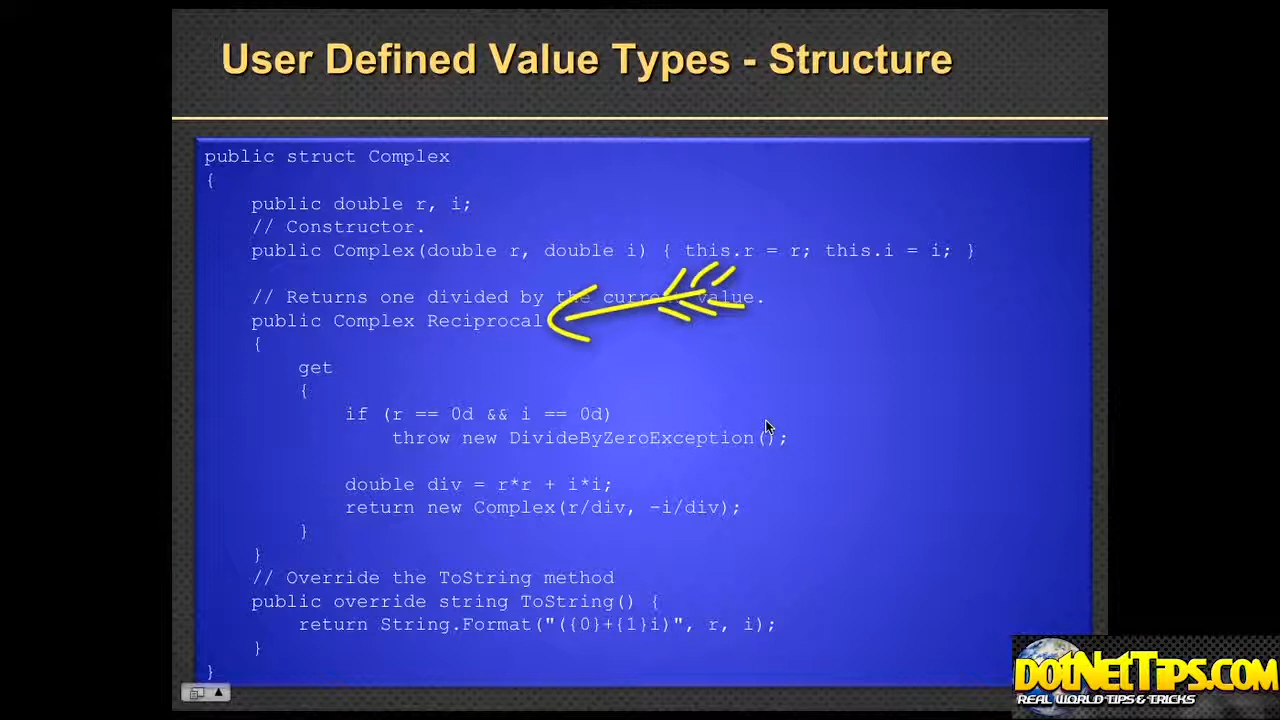 User Defined Value Types - Structure
public struct Complex
{
public double r, i;
// Constructor.
public Complex(double r, double i) { this.r = r; this.i = i; }
// Returns one divided by the current value.
public Complex Reciprocal
{
get
{
if (r == 0d && i == 0d)
throw new DivideByZeroException();
double div = r*r + i*i;
return new Complex(r/div, -i/div);
}
}
// Override the ToString method
public override string ToString() {
return String.Format("({0}+{1}i)", r, i);
}
}
DotNetTips.com
REAL WORLD TIPS & TRICKS